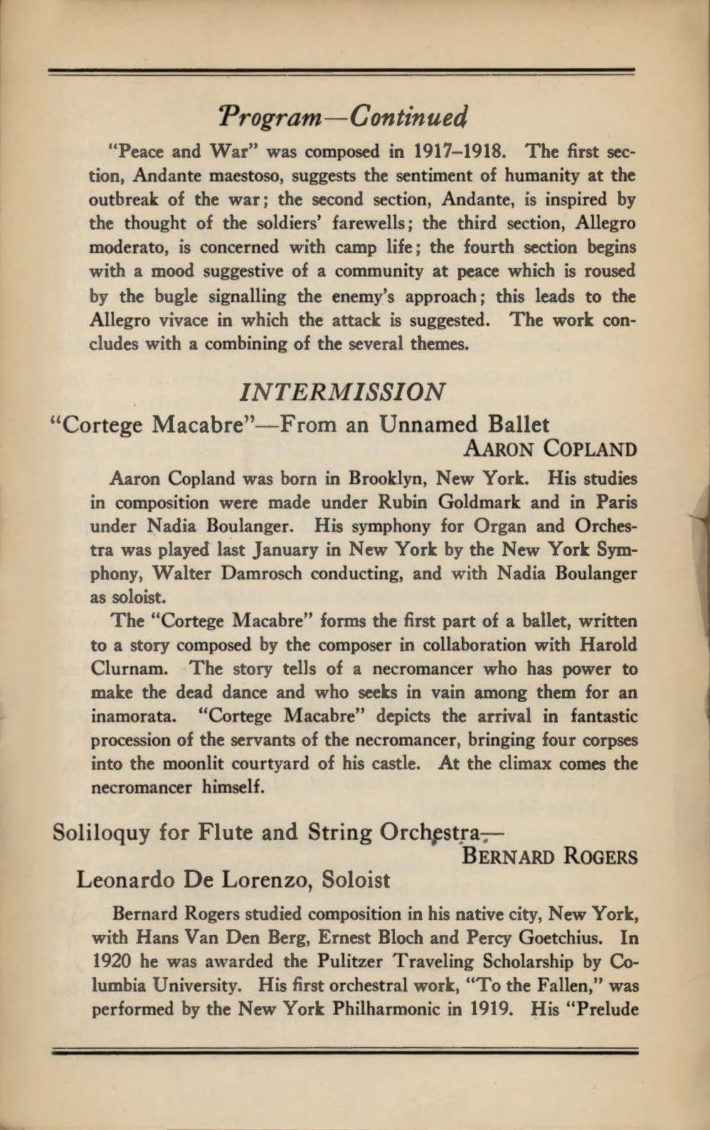 Program—Continued
"Peace and War" was composed in 1917–1918. The first sec-
tion, Andante maestoso, suggests the sentiment of humanity at the
outbreak of the war; the second section, Andante, is inspired by
the thought of the soldiers' farewells; the third section, Allegro
moderato, is concerned with camp life; the fourth section begins
with a mood suggestive of a community at peace which is roused
by the bugle signalling the enemy's approach; this leads to the
Allegro vivace in which the attack is suggested. The work con-
cludes with a combining of the several themes.
INTERMISSION
"Cortege Macabre"—From an Unnamed Ballet
AARON COPLAND
Aaron Copland was born in Brooklyn, New York. His studies
in composition were made under Rubin Goldmark and in Paris
under Nadia Boulanger. His symphony for Organ and Orches-
tra was played last January in New York by the New York Sym-
phony, Walter Damrosch conducting, and with Nadia Boulanger
as soloist.
The "Cortege Macabre" forms the first part of a ballet, written
to a story composed by the composer in collaboration with Harold
Clurnam. The story tells of a necromancer who has power to
make the dead dance and who seeks in vain among them for an
inamorata. "Cortege Macabre" depicts the arrival in fantastic
procession of the servants of the necromancer, bringing four corpses
into the moonlit courtyard of his castle. At the climax comes the
necromancer himself.
Soliloquy for Flute and String Orchestra—
BERNARD ROGERS
Leonardo De Lorenzo, Soloist
Bernard Rogers studied composition in his native city, New York,
with Hans Van Den Berg, Ernest Bloch and Percy Goetchius. In
1920 he was awarded the Pulitzer Traveling Scholarship by Co-
lumbia University. His first orchestral work, "To the Fallen," was
performed by the New York Philharmonic in 1919. His "Prelude